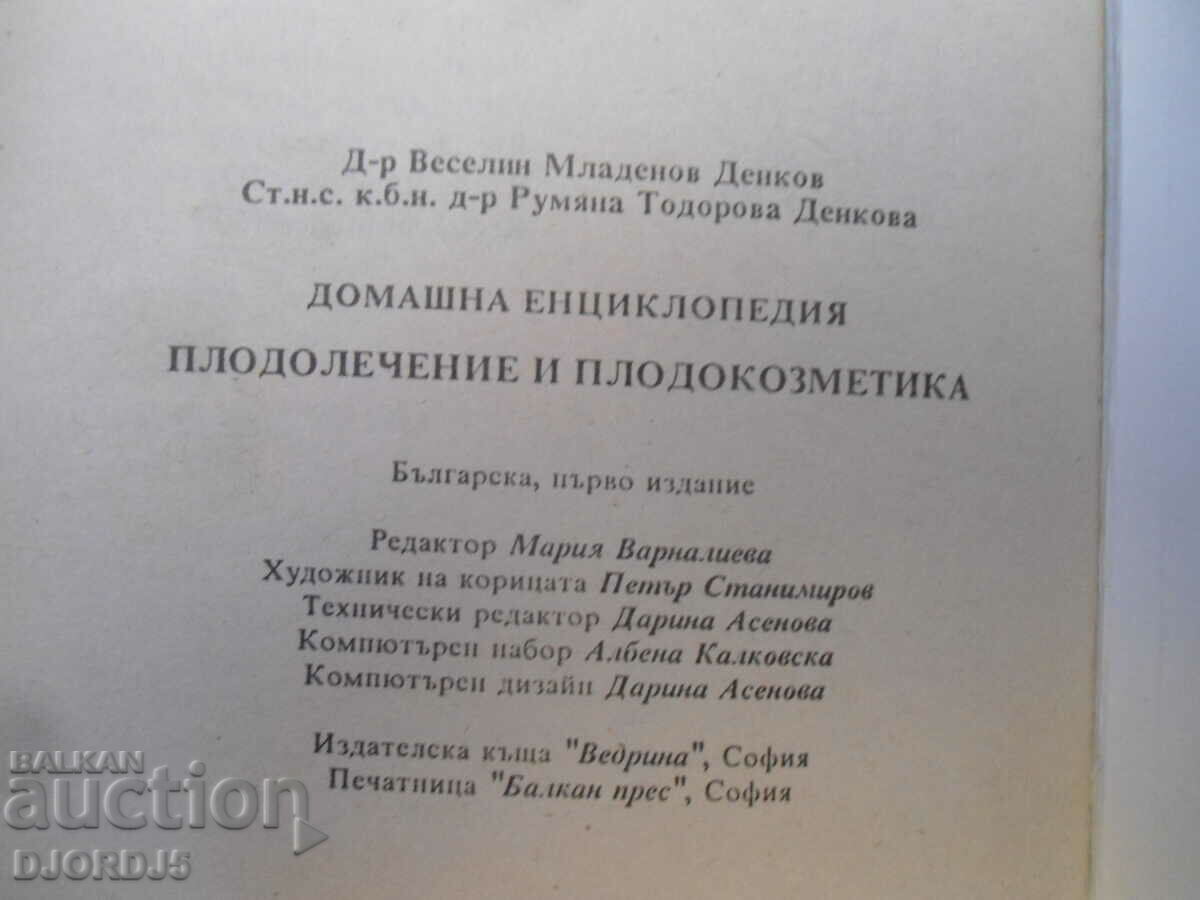 Д-р Веселин Младенов Денков
Ст.н.с. к.б.н. д-р Румяна Тодорова Денкова
ДОМАШНА ЕНЦИКЛОПЕДИЯ
ПЛОДОЛЕЧЕНИЕ И ПЛОДОКОЗМЕТИКА
Българска, първо издание
Редактор Мария Варналиева
Художник на корицата Петър Станимиров
Технически редактор Дарина Асенова
Компютърен набор Албена Калковска
Компютърен дизайн Дарина Асенова
Издателска къща "Ведрина", София
Печатница "Балкан прес", София
BALKAN
auction
DJORDJ5